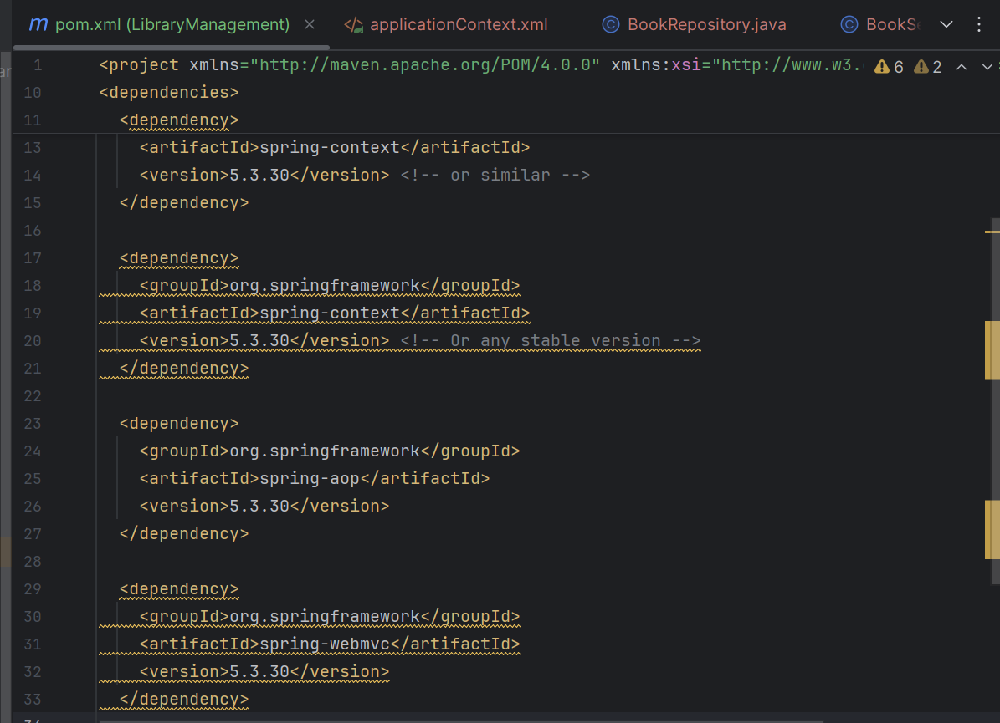 m pom.xml (LibraryManagement) applicationContext.xml BookRepository.java BookSe
ar
1 <project xmlns="http://maven.apache.org/POM/4.0.0" xmlns:xsi="http://www.w3. 6 2
10 <dependencies>
11 <dependency>
13 <artifactId>spring-context</artifactId>
14 <version>5.3.30</version> <!-- or similar -->
15 </dependency>
16
17 <dependency>
18 <groupId>org.springframework</groupId>
19 <artifactId>spring-context</artifactId>
20 <version>5.3.30</version> <!-- Or any stable version -->
21 </dependency>
22
23 <dependency>
24 <groupId>org.springframework</groupId>
25 <artifactId>spring-aop</artifactId>
26 <version>5.3.30</version>
27 </dependency>
28
29 <dependency>
30 <groupId>org.springframework</groupId>
31 <artifactId>spring-webmvc</artifactId>
32 <version>5.3.30</version>
33 </dependency>